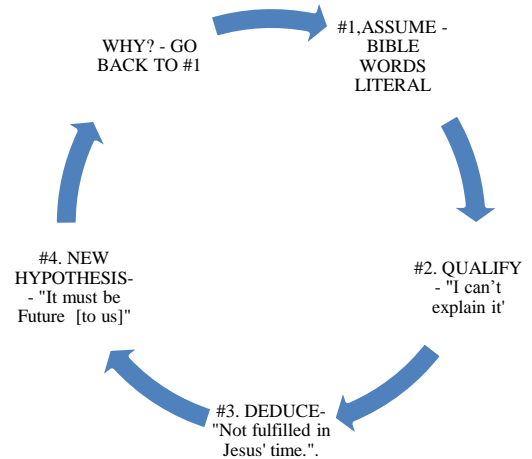 #1,ASSUME -
BIBLE
WORDS
LITERAL
#2. QUALIFY
- "I can’t
explain it'
#3. DEDUCE-
"Not fulfilled in
Jesus' time.".
#4. NEW
HYPOTHESIS-
- "It must be
Future [to us]"
WHY? - GO
BACK TO #1